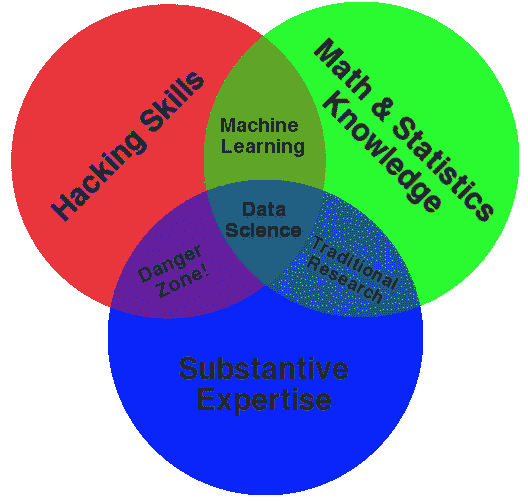 Hacking Skills
Math & Statistics
Knowledge
Machine
Learning
Data
Science
Danger
Zone!
Traditional
Research
Substantive
Expertise